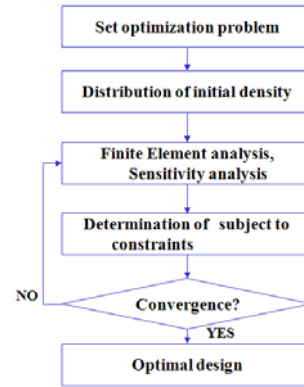 Set optimization problem
Distribution of initial density
Finite Element analysis,
Sensitivity analysis
Determination of subject to
constraints
Convergence?
NO
YES
Optimal design